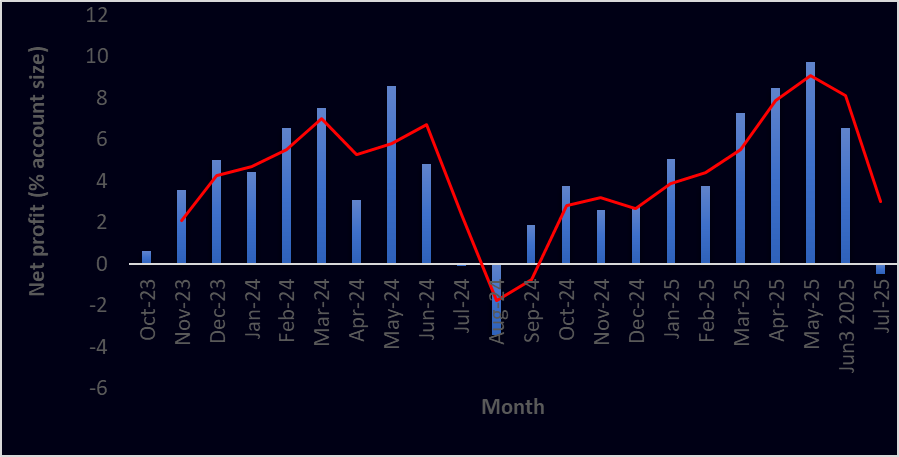 12
10
8
6
4
2
0
-2
-4
-6
Net profit (% account size)
Oct-23
Nov-23
Dec-23
Jan-24
Feb-24
Mar-24
Apr-24
May-24
Jun-24
Jul-24
Aug-24
Sep-24
Oct-24
Nov-24
Dec-24
Jan-25
Feb-25
Mar-25
Apr-25
May-25
Jun3 2025
Jul-25
Month